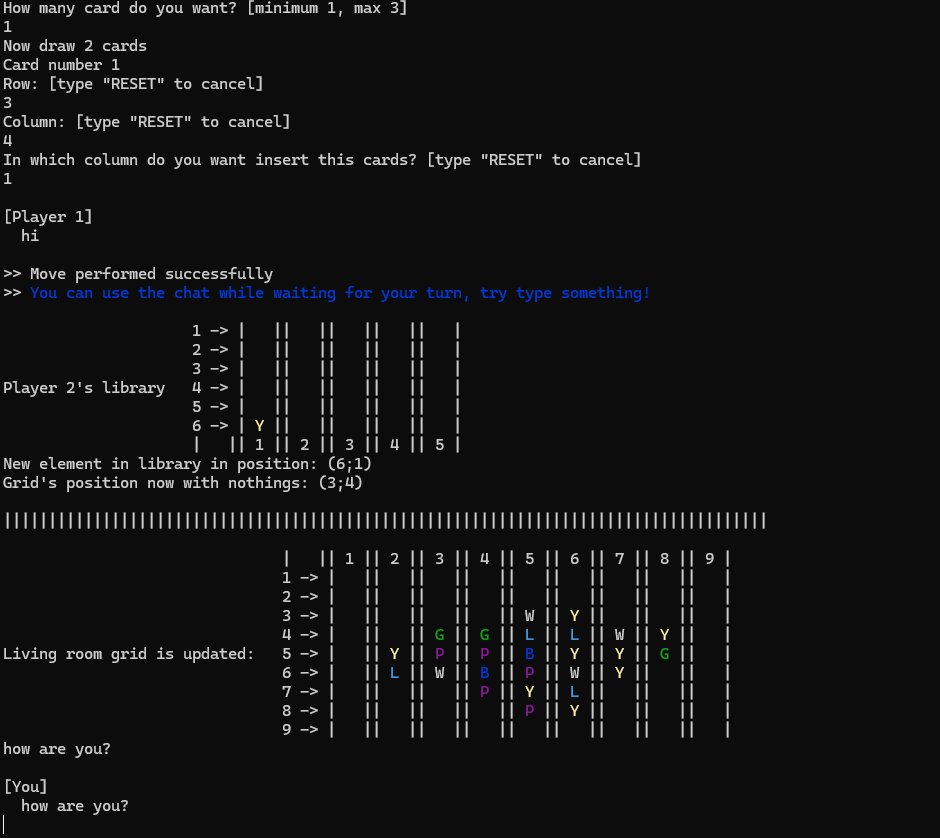 How many card do you want? [minimum 1, max 3]
1
Now draw 2 cards
Card number 1
Row: [type "RESET" to cancel]
3
Column: [type "RESET" to cancel]
4
In which column do you want insert this cards? [type "RESET" to cancel]
1
[Player 1]
  hi
>> Move performed successfully
>> You can use the chat while waiting for your turn, try type something!
                     1 -> |   ||   ||   ||   ||   |
                     2 -> |   ||   ||   ||   ||   |
                     3 -> |   ||   ||   ||   ||   |
Player 2's library   4 -> |   ||   ||   ||   ||   |
                     5 -> |   ||   ||   ||   ||   |
                     6 -> | Y ||   ||   ||   ||   |
                     |   || 1 || 2 || 3 || 4 || 5 |
New element in library in position: (6;1)
Grid's position now with nothings: (3;4)
|||||||||||||||||||||||||||||||||||||||||||||||||||||||||||||||||||||||||||||||||||||
                               |   || 1 || 2 || 3 || 4 || 5 || 6 || 7 || 8 || 9 |
                               1 -> |   ||   ||   ||   ||   ||   ||   ||   ||   |
                               2 -> |   ||   ||   ||   ||   ||   ||   ||   ||   |
                               3 -> |   ||   ||   ||   || W || Y ||   ||   ||   |
                               4 -> |   ||   || G || G || L || L || W || Y ||   |
Living room grid is updated:   5 -> |   || Y || P || P || B || Y || Y || G ||   |
                               6 -> |   || L || W || B || P || W || Y ||   ||   |
                               7 -> |   ||   ||   || P || Y || L ||   ||   ||   |
                               8 -> |   ||   ||   ||   || P || Y ||   ||   ||   |
                               9 -> |   ||   ||   ||   ||   ||   ||   ||   ||   |
how are you?
[You]
  how are you?